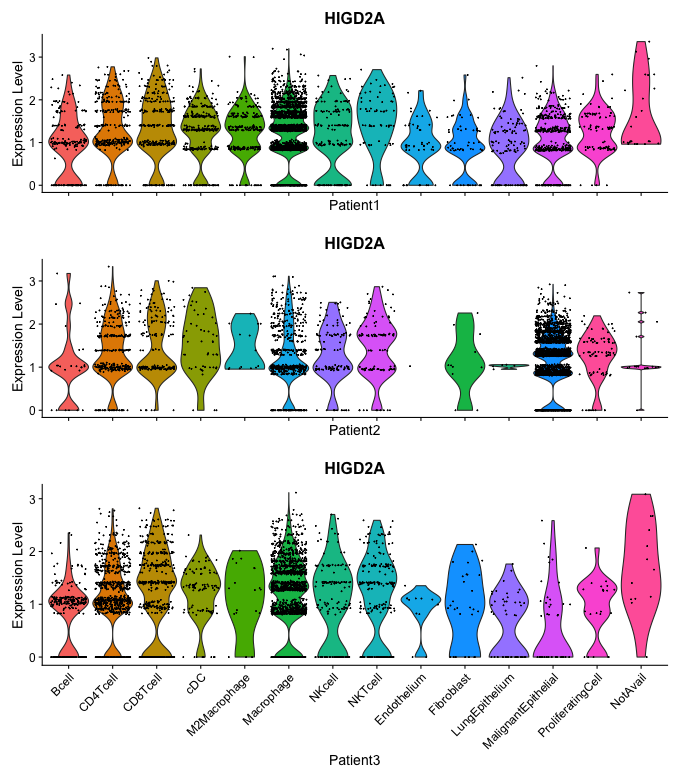 HIGD2A
Expression Level
3
2
1
0
Patient1
HIGD2A
Expression Level
3
2
1
0
Patient2
HIGD2A
Expression Level
3
2
1
0
Bcell
CD4Tcell
CD8Tcell
cDC
M2Macrophage
Macrophage
NKcell
NKTcell
Endothelium
Fibroblast
LungEpithelium
MalignantEpithelial
ProliferatingCell
NotAvail
Patient3